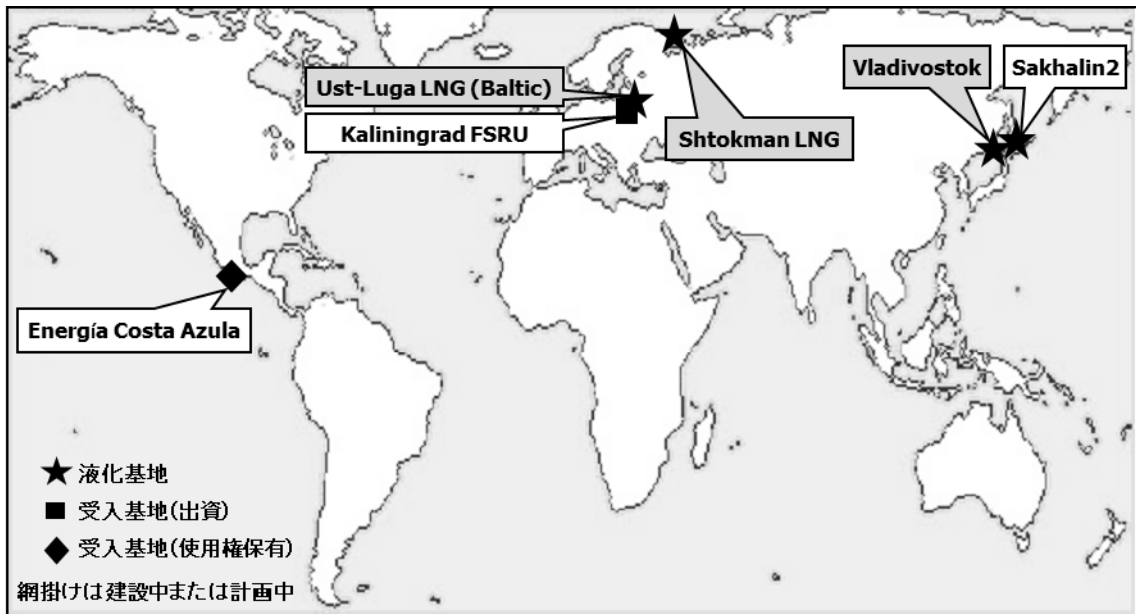 Ust-Luga LNG (Baltic)
Kaliningrad FSRU
Shtokman LNG
Vladivostok
Sakhalin2
Energía Costa Azula
液化基地
受入基地(出資)
受入基地(使用権保有)
網掛けは建設中または計画中